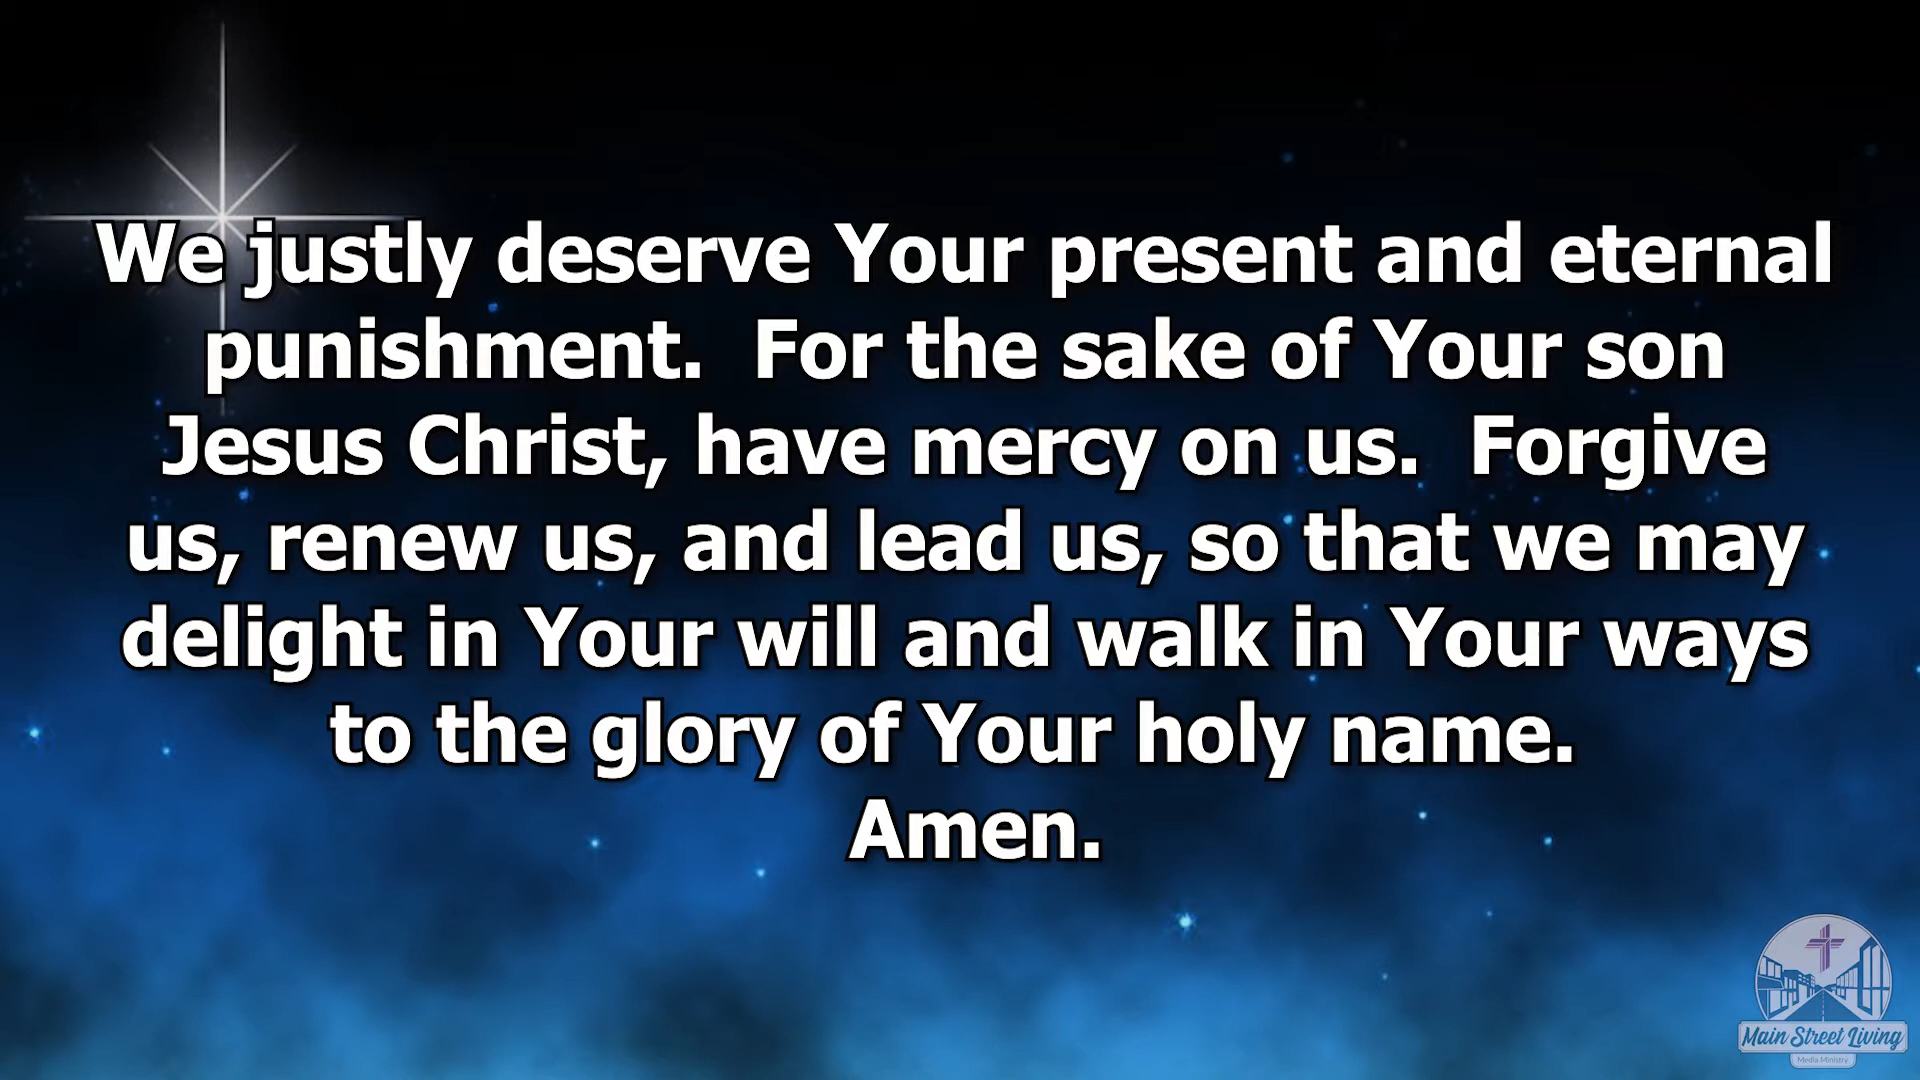 We justly deserve Your present and eternal
punishment.  For the sake of Your son
Jesus Christ, have mercy on us.  Forgive
us, renew us, and lead us, so that we may
delight in Your will and walk in Your ways
to the glory of Your holy name.
Amen.
Main Street Living
Media Ministry